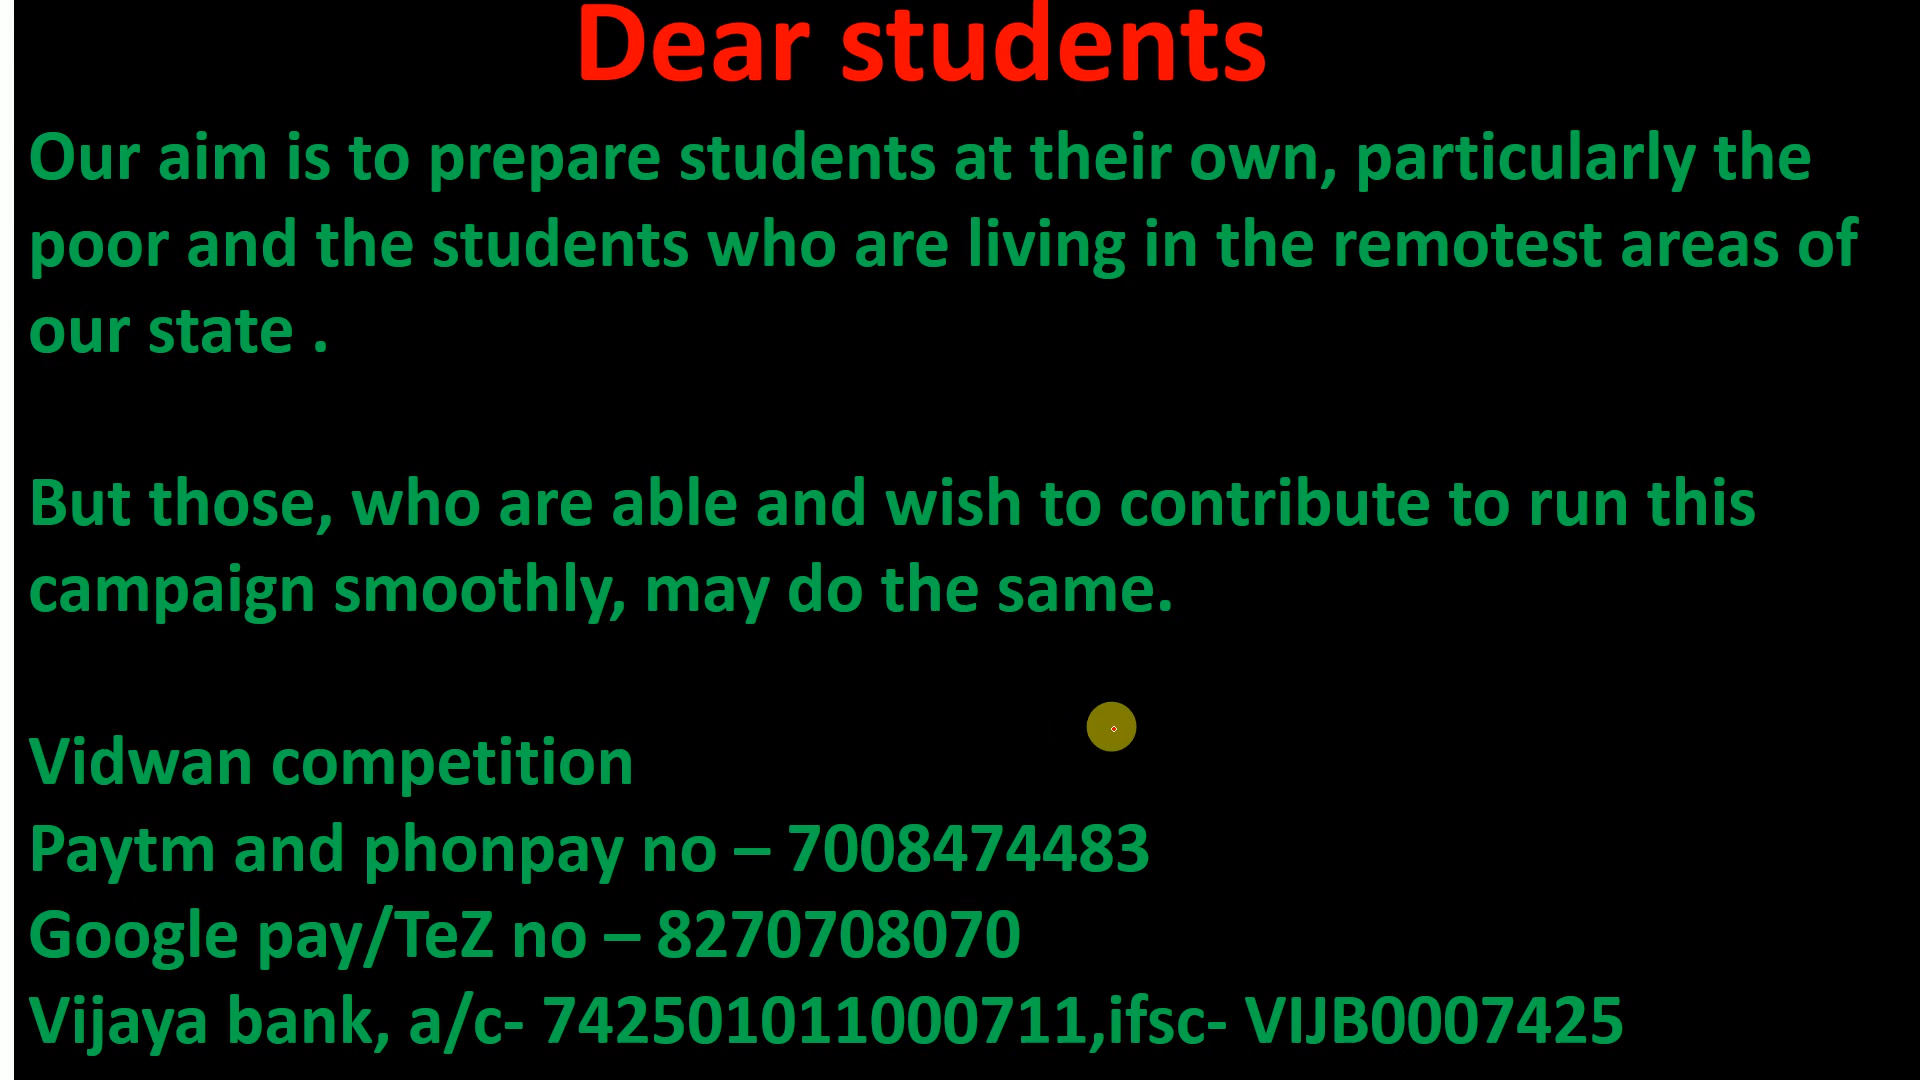 Dear students
Our aim is to prepare students at their own, particularly the
poor and the students who are living in the remotest areas of
our state .
But those, who are able and wish to contribute to run this
campaign smoothly, may do the same.
Vidwan competition
Paytm and phonpay no – 7008474483
Google pay/TeZ no – 8270708070
Vijaya bank, a/c- 742501011000711,ifsc- VIJB0007425